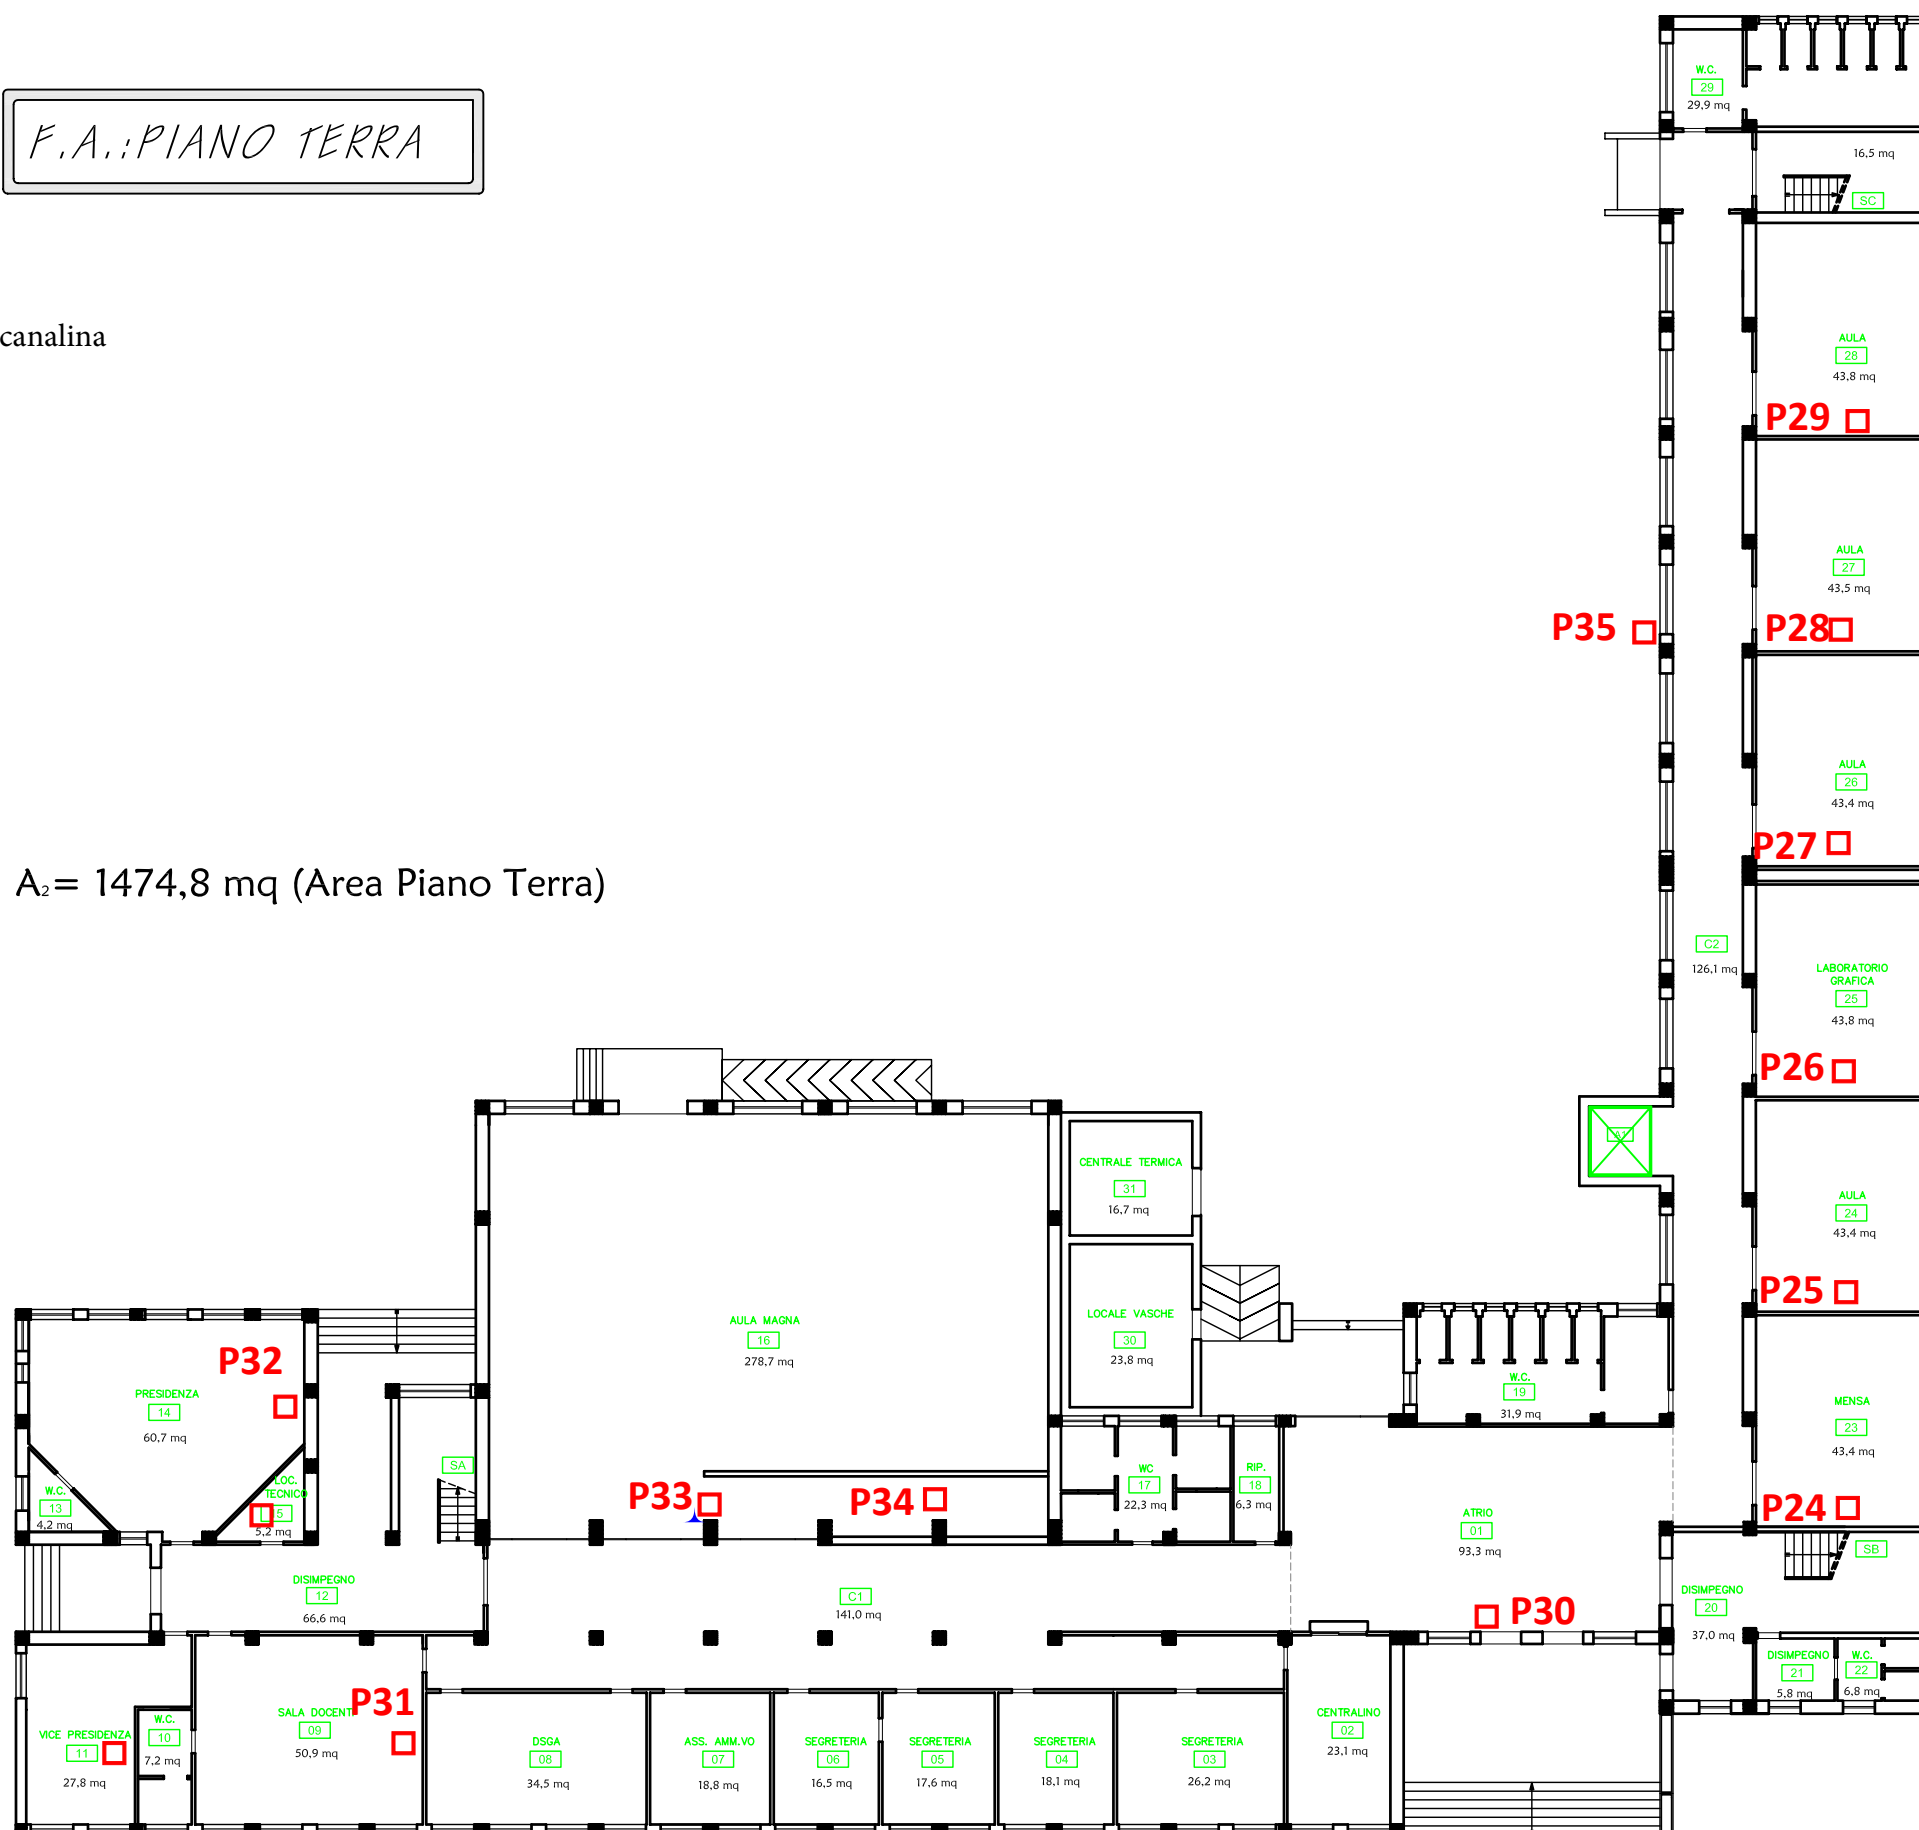 F.A.:PIANO TERRA
canalina
A2= 1474,8 mq (Area Piano Terra)
W.C.
29
29,9 mq
16,5 mq
SC
AULA
28
43,8 mq
P29
AULA
27
43,5 mq
P35
P28
AULA
26
43,4 mq
P27
C2
126,1 mq
LABORATORIO
GRAFICA
25
43,8 mq
P26
A1
AULA
24
43,4 mq
P25
MENSA
23
43,4 mq
P24
SB
CENTRALE TERMICA
31
16,7 mq
LOCALE VASCHE
30
23,8 mq
AULA MAGNA
16
278,7 mq
W.C.
19
31,9 mq
P32
PRESIDENZA
14
60,7 mq
LOC.
TECNICO
5,2 mq
W.C.
13
4,2 mq
SA
P33
P34
WC
17
22,3 mq
RIP.
18
6,3 mq
ATRIO
01
93,3 mq
DISIMPEGNO
12
66,6 mq
C1
141,0 mq
P30
DISIMPEGNO
20
37,0 mq
DISIMPEGNO
21
5,8 mq
W.C.
22
6,8 mq
VICE PRESIDENZA
11
27,8 mq
W.C.
10
7,2 mq
P31
SALA DOCENTI
09
50,9 mq
DSGA
08
34,5 mq
ASS. AMM.VO
07
18,8 mq
SEGRETERIA
06
16,5 mq
SEGRETERIA
05
17,6 mq
SEGRETERIA
04
18,1 mq
SEGRETERIA
03
26,2 mq
CENTRALINO
02
23,1 mq